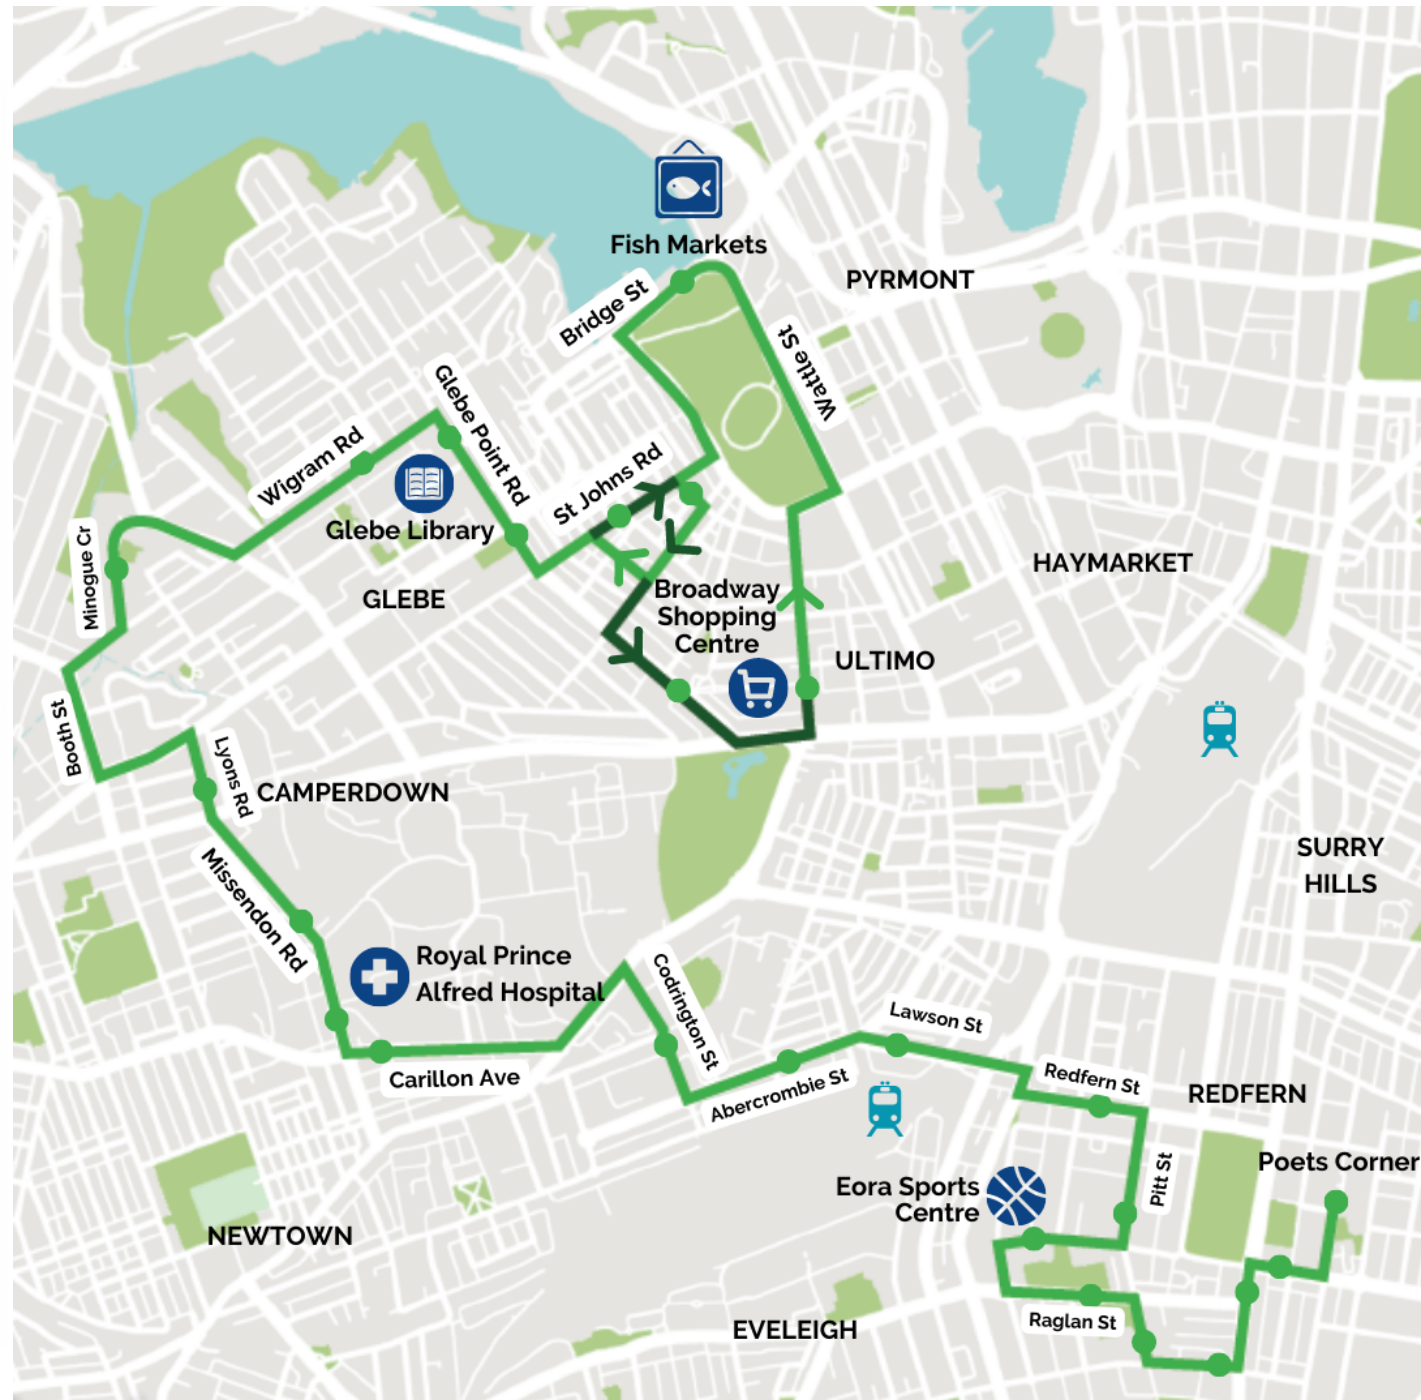 Fish Markets
PYRMONT
Bridge St
Wattle St
Glebe Point Rd
Wigram Rd
St Johns Rd
Glebe Library
Minogue Cr
HAYMARKET
GLEBE
Broadway
Shopping
Centre
ULTIMO
Booth St
Lyons Rd
CAMPERDOWN
SURRY
HILLS
Missendon Rd
Royal Prince
Alfred Hospital
Codrington St
Lawson St
Carillon Ave
Abercrombie St
Redfern St
REDFERN
Poets Corner
Pitt St
Eora Sports
Centre
NEWTOWN
Raglan St
EVELEIGH